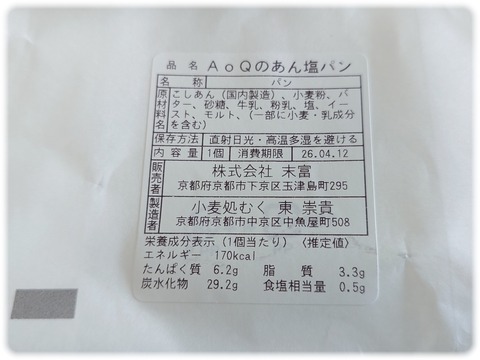 品名 AoQのあん塩パン
名称 パン
原材料名 こしあん（国内製造）、小麦粉、バ
ター、砂糖、牛乳、粉乳、塩、イー
スト、モルト、（一部に小麦・乳成分
を含む）
保存方法 直射日光・高温多湿を避ける
内容量 1個 消費期限 26.04.12
販売者 株式会社 末富
京都府京都市下京区玉津島町295
製造者 小麦処むく 東 崇貴
京都府京都市中京区中魚屋町508
栄養成分表示（1個当たり）〈推定値〉
エネルギー 170kcal
たんぱく質 6.2g 脂質 3.3g
炭水化物 29.2g 食塩相当量 0.5g